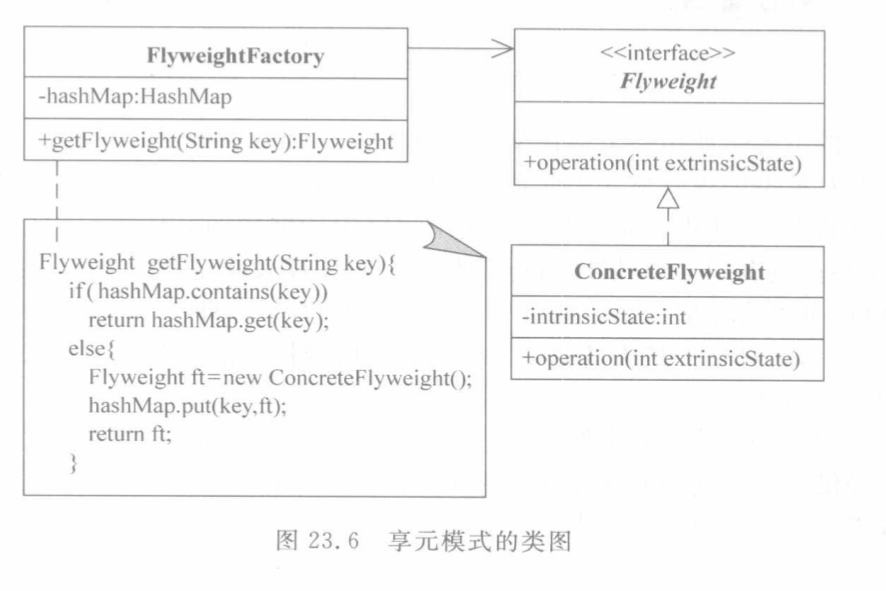 FlyweightFactory
-hashMap:HashMap
+getFlyweight(String key):Flyweight
<<interface>>
Flyweight
+operation(int extrinsicState)
ConcreteFlyweight
-intrinsicState:int
+operation(int extrinsicState)
Flyweight getFlyweight(String key){
if(hashMap.contains(key))
return hashMap.get(key);
else{
Flyweight ft=new ConcreteFlyweight();
hashMap.put(key,ft);
return ft;
}
图 23.6 享元模式的类图